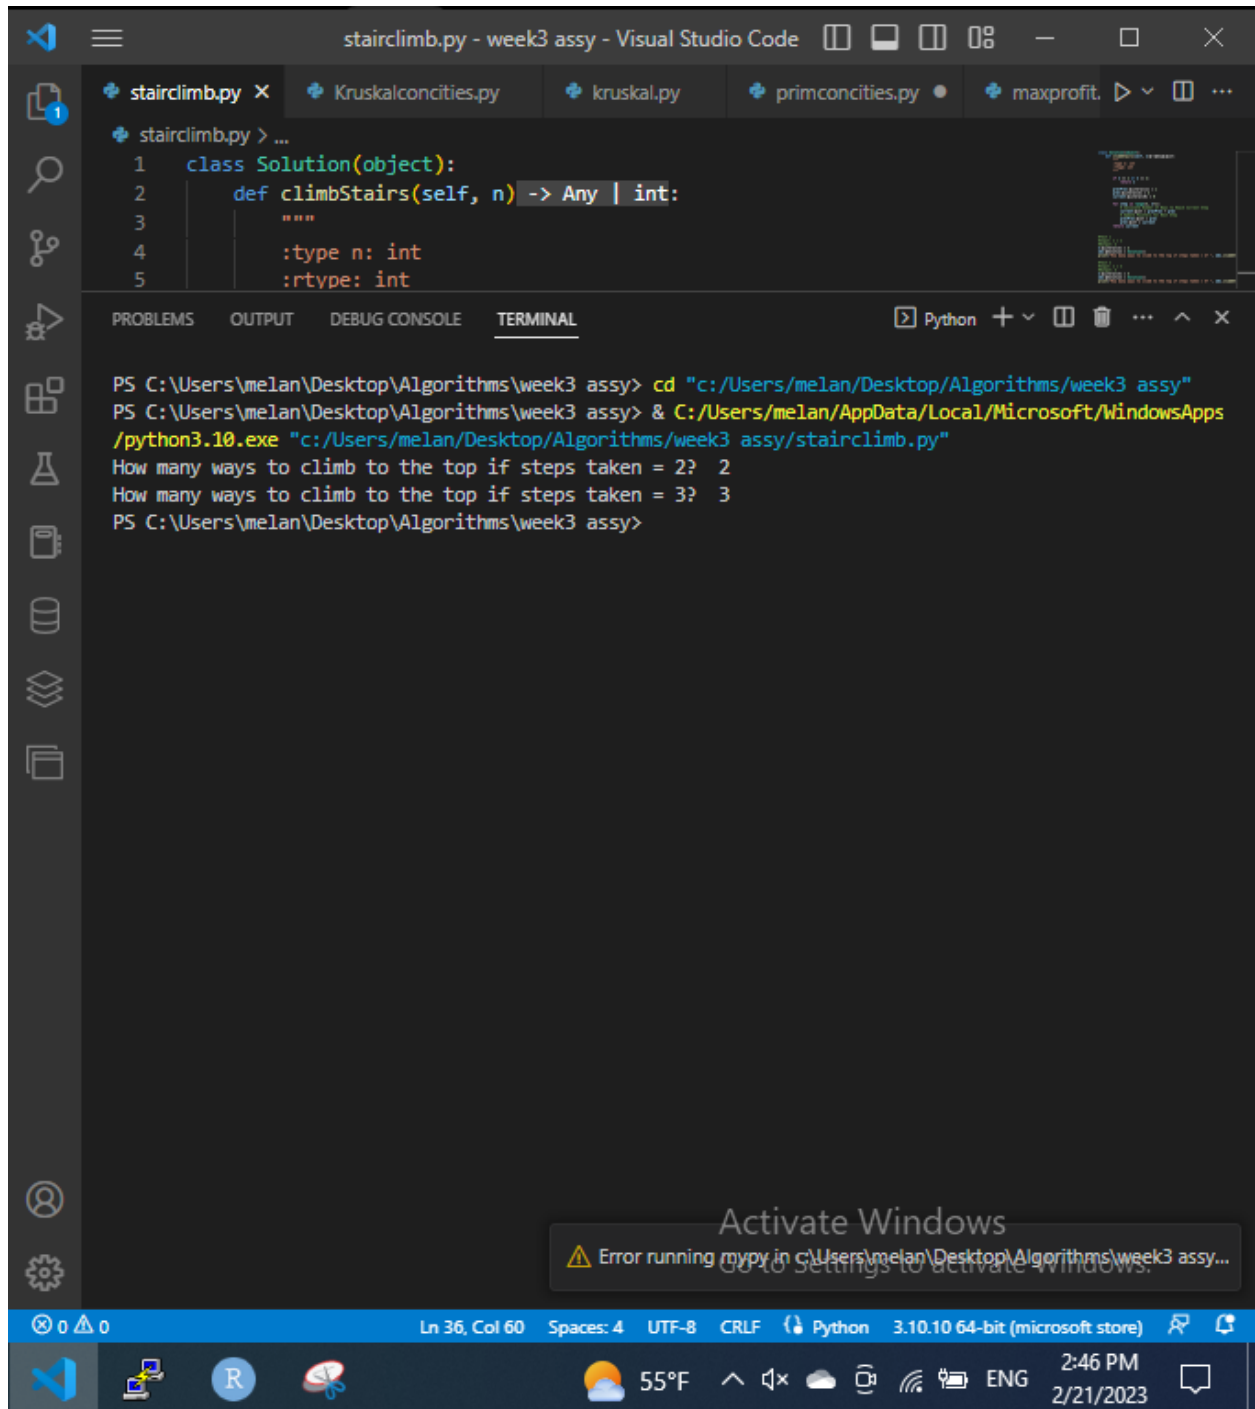 stairclimb.py - week3 assy - Visual Studio Code
stairclimb.py Kruskalconcities.py kruskal.py primconcities.py maxprofit.
1
stairclimb.py > ...
1 class Solution(object):
2 def climbStairs(self, n) -> Any | int:
3 """
4 :type n: int
5 :rtype: int
PROBLEMS OUTPUT DEBUG CONSOLE TERMINAL Python
PS C:\Users\melan\Desktop\Algorithms\week3 assy> cd "c:/Users/melan/Desktop/Algorithms/week3 assy"
PS C:\Users\melan\Desktop\Algorithms\week3 assy> & C:/Users/melan/AppData/Local/Microsoft/WindowsApps
/python3.10.exe "c:/Users/melan/Desktop/Algorithms/week3 assy/stairclimb.py"
How many ways to climb to the top if steps taken = 2?  2
How many ways to climb to the top if steps taken = 3?  3
PS C:\Users\melan\Desktop\Algorithms\week3 assy>
Activate Windows
Error running mypy in c:\Users\melan\Desktop\Algorithms\week3 assy...
Go to Settings to activate Windows.
0 0 Ln 36, Col 60 Spaces: 4 UTF-8 CRLF Python 3.10.10 64-bit (microsoft store)
R 55°F ENG 2:46 PM
2/21/2023